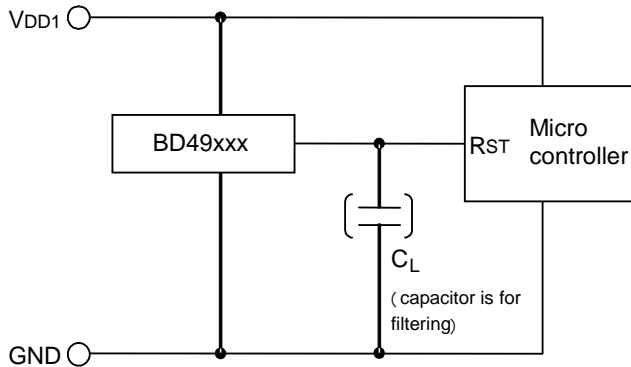 VDD1
BD49xxx
RST
Micro
controller
CL
( capacitor is for
filtering)
GND